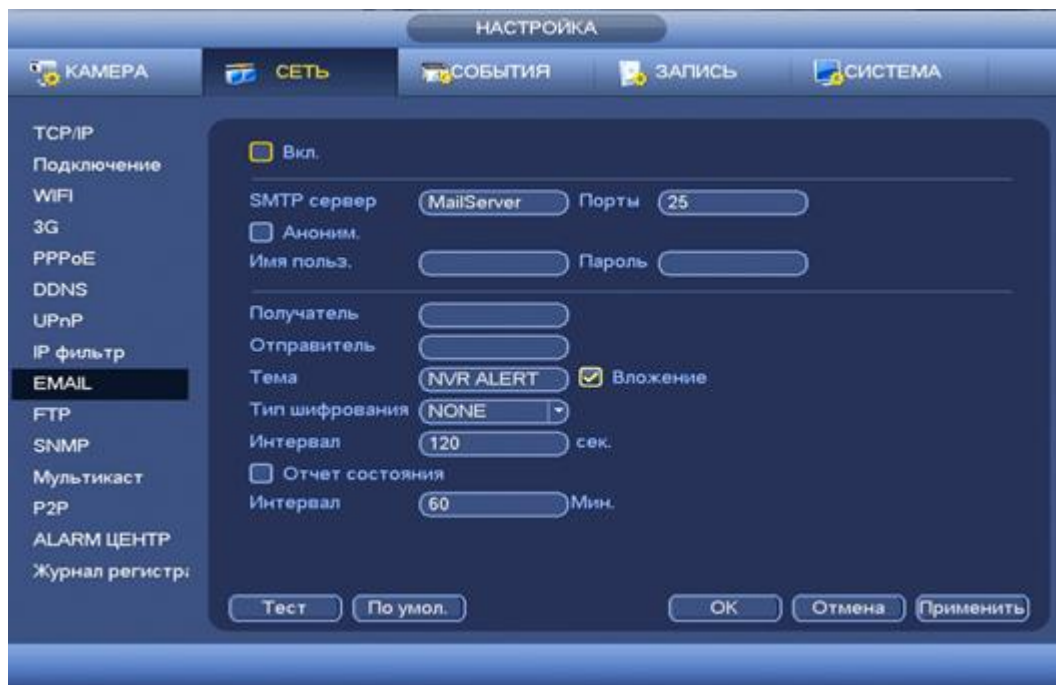 НАСТРОЙКА
КАМЕРА СЕТЬ СОБЫТИЯ ЗАПИСЬ СИСТЕМА
TCP/IP
Подключение
WIFI
3G
PPPoE
DDNS
UPnP
IP фильтр
EMAIL
FTP
SNMP
Мультикаст
P2P
ALARM ЦЕНТР
Журнал регистра
Вкл.
SMTP сервер MailServer Порты 25
Аноним.
Имя польз. Пароль
Получатель
Отправитель
Тема NVR ALERT Вложение
Тип шифрования NONE
Интервал 120 сек.
Отчет состояния
Интервал 60 Мин.
Тест По умол. OK Отмена Применить